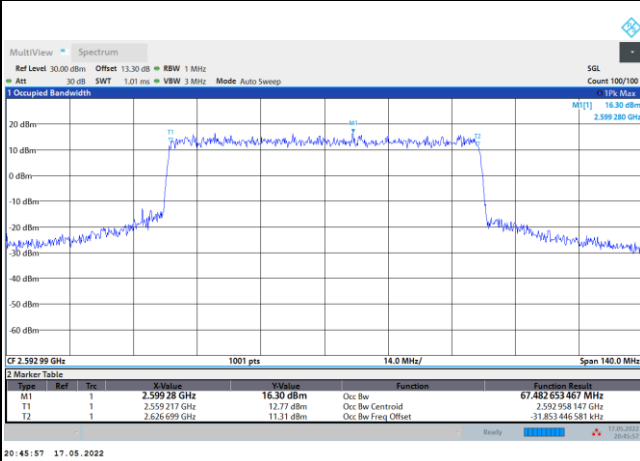 MultiView Spectrum
Ref Level 30.00 dBm Offset 13.30 dB RBW 1 MHz SGL
Att 30 dB SWT 1.01 ms VBW 3 MHz Mode Auto Sweep Count 100/100
1 Occupied Bandwidth 1Pk Max
M1[1] 16.30 dBm
2.599 280 GHz
T1 M1 T2
20 dBm
10 dBm
0 dBm
-10 dBm
-20 dBm
-30 dBm
-40 dBm
-50 dBm
-60 dBm
CF 2.592 99 GHz 1001 pts 14.0 MHz/ Span 140.0 MHz
2 Marker Table
Type Ref Trc X-Value Y-Value Function Function Result
M1 1 2.599 28 GHz 16.30 dBm Occ Bw 67.482 653 467 MHz
T1 1 2.559 217 GHz 12.77 dBm Occ Bw Centroid 2.592 958 147 GHz
T2 1 2.626 699 GHz 11.31 dBm Occ Bw Freq Offset -31.853 446 581 kHz
Ready 17.05.2022
20:45:57
20:45:57 17.05.2022